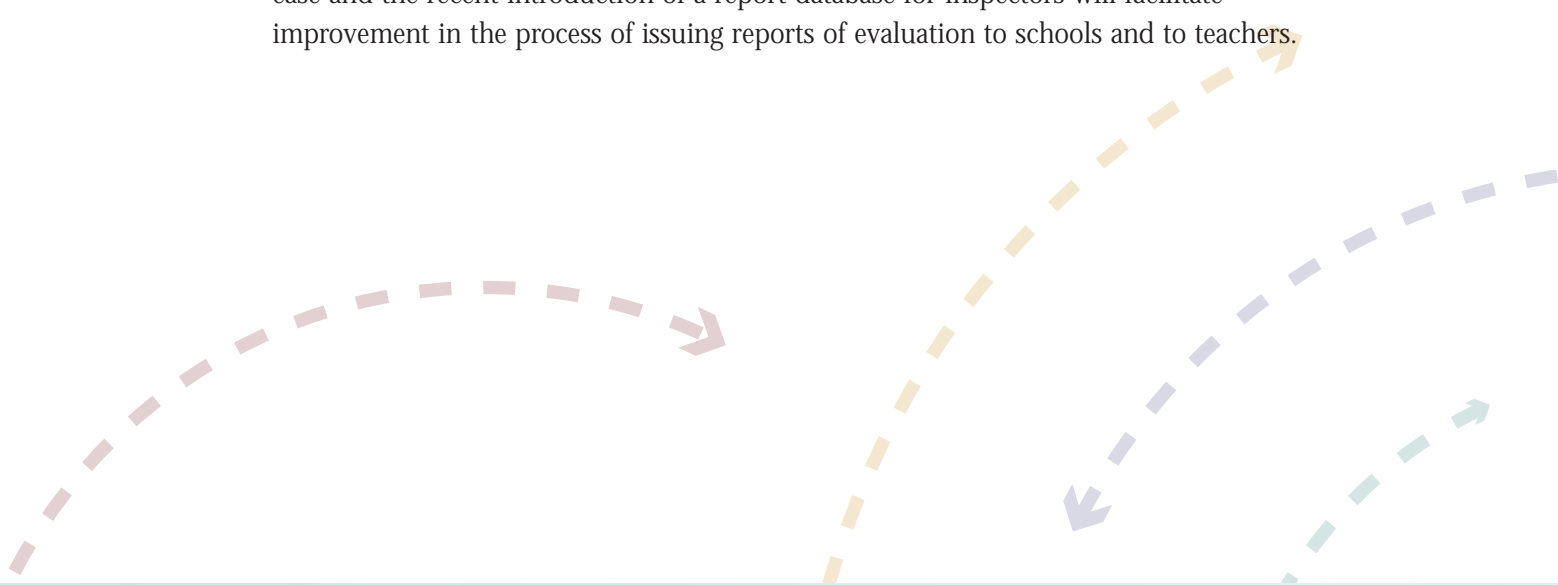 ease and the recent introduction of a report database for inspectors will facilitate
improvement in the process of issuing reports of evaluation to schools and to teachers.